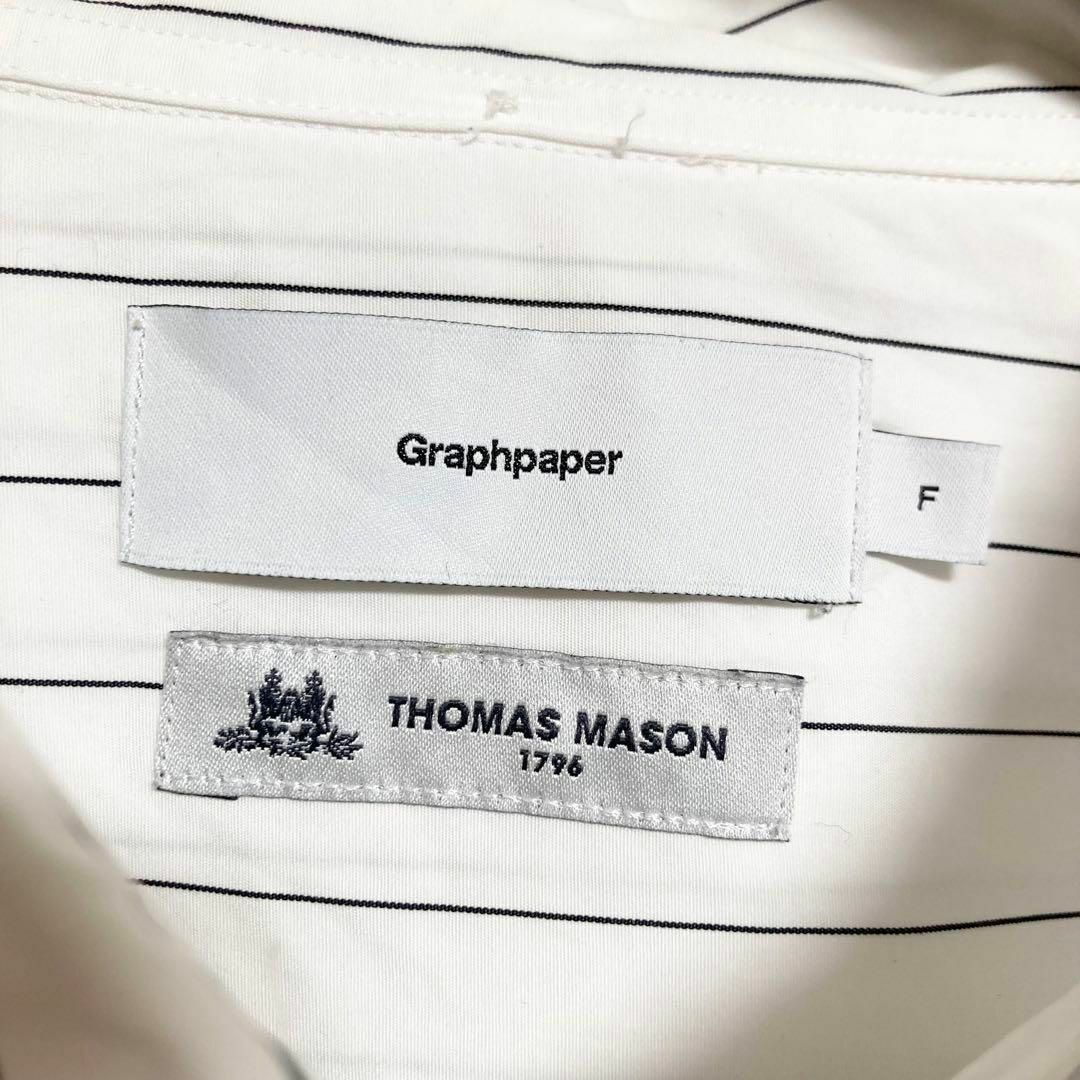 Graphpaper
F
THOMAS MASON
1796